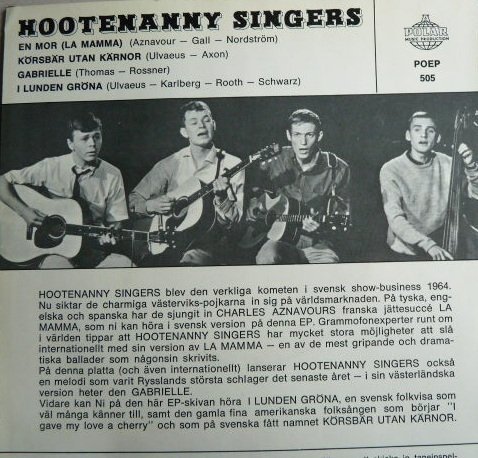 HOOTENANNY SINGERS
EN MOR (LA MAMMA) (Aznavour — Gall — Nordström)
KÖRSBÄR UTAN KÄRNOR (Ulvaeus — Axon)
GABRIELLE (Thomas — Rossner)
I LUNDEN GRÖNA (Ulvaeus — Karlberg — Rooth — Schwarz)
POLAR
MUSIC PRODUCTION
POEP
505
HOOTENANNY SINGERS blev den verkliga kometen i svensk show-business 1964.
Nu siktar de charmiga västerviks-pojkarna in sig på världsmarknaden. På tyska, eng-
elska och spanska har de sjungit in CHARLES AZNAVOURS franska jättesuccé LA
MAMMA, som ni kan höra i svensk version på denna EP. Grammofonexperter runt om
i världen tippar att HOOTENANNY SINGERS har mycket stora möjligheter att slå
internationellt med sin version av LA MAMMA — en av de mest gripande och drama-
tiska ballader som någonsin skrivits.
På denna platta (och även internationellt) lanserar HOOTENANNY SINGERS också
en melodi som varit Rysslands största schlager det senaste året — i sin västerländska
version heter den GABRIELLE.
Vidare kan Ni på den här EP-skivan höra I LUNDEN GRÖNA, en svensk folkvisa som
väl många känner till, samt den gamla fina amerikanska folksången som börjar "I
gave my love a cherry" och som på svenska fått namnet KÖRSBÄR UTAN KÄRNOR.